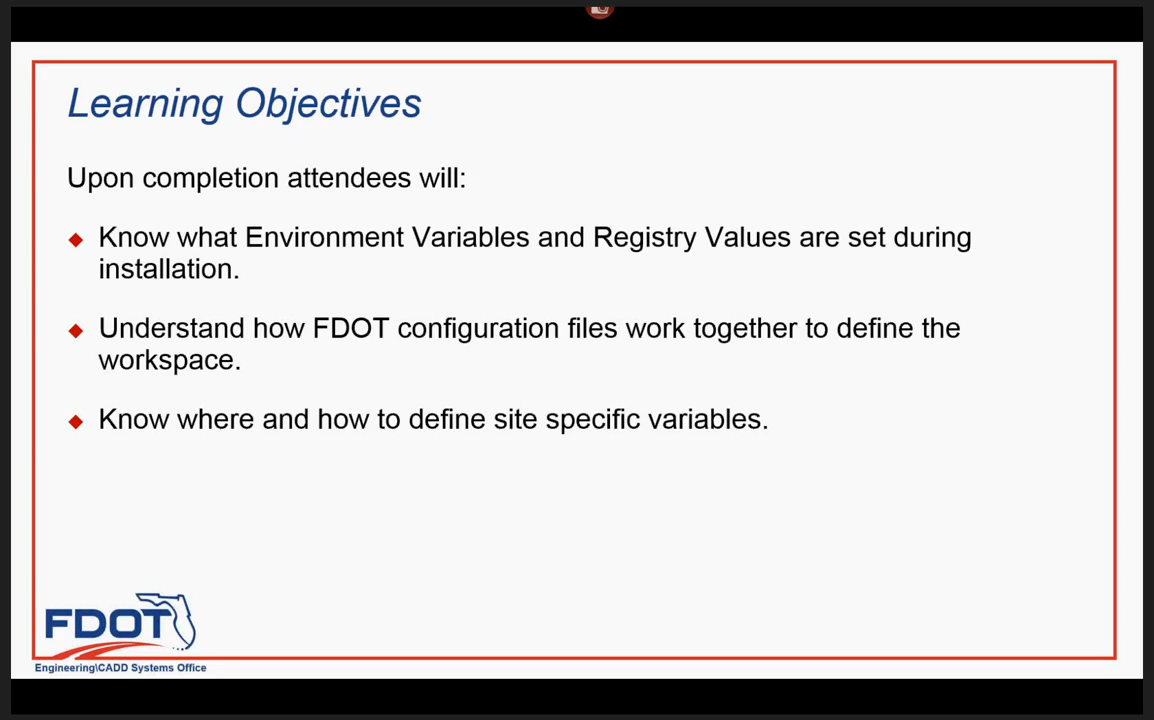 Learning Objectives
Upon completion attendees will:
Know what Environment Variables and Registry Values are set during
installation.
Understand how FDOT configuration files work together to define the
workspace.
Know where and how to define site specific variables.
FDOT
Engineering\CADD Systems Office